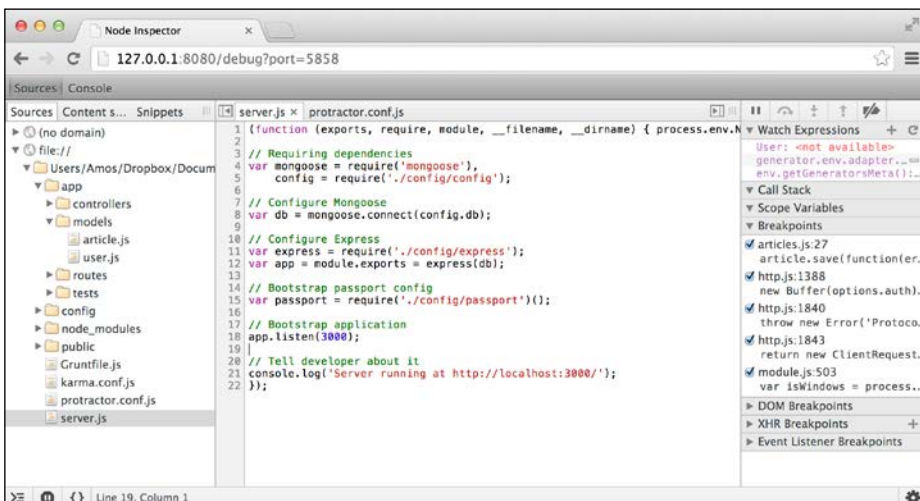 Node Inspector ×
127.0.0.1:8080/debug?port=5858
Sources Console
Sources Content s... Snippets
(no domain)
file://
Users/Amos/Dropbox/Docum
app
controllers
models
article.js
user.js
routes
tests
config
node_modules
public
Gruntfile.js
karma.conf.js
protractor.conf.js
server.js
server.js × protractor.conf.js
1 (function (exports, require, module, __filename, __dirname) { process.env.N
2
3 // Requiring dependencies
4 var mongoose = require('mongoose'),
5 config = require('./config/config');
6
7 // Configure Mongoose
8 var db = mongoose.connect(config.db);
9
10 // Configure Express
11 var express = require('./config/express');
12 var app = module.exports = express(db);
13
14 // Bootstrap passport config
15 var passport = require('./config/passport')();
16
17 // Bootstrap application
18 app.listen(3000);
19
20 // Tell developer about it
21 console.log('Server running at http://localhost:3000/');
22 });
Watch Expressions + C
User: <not available>
generator.env.adapter...
env.getGeneratorsMeta():...
Call Stack
Scope Variables
Breakpoints
articles.js:27
article.save(function(er.
http.js:1388
new Buffer(options.auth).
http.js:1840
throw new Error('Protoco.
http.js:1843
return new ClientRequest.
module.js:503
var isWindows = process..
DOM Breakpoints
XHR Breakpoints +
Event Listener Breakpoints
{ } Line 19, Column 1